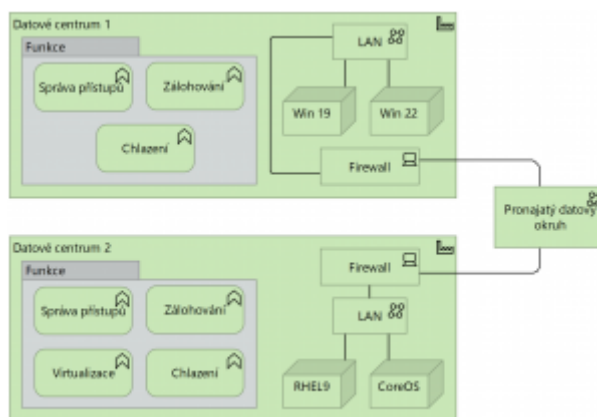 Datové centrum 1
Funkce
Správa přístupů
Zálohování
Chlazení
LAN
Win 19
Win 22
Firewall
Pronajatý datový
okruh
Datové centrum 2
Funkce
Správa přístupů
Zálohování
Virtualizace
Chlazení
Firewall
LAN
RHEL9
CoreOS